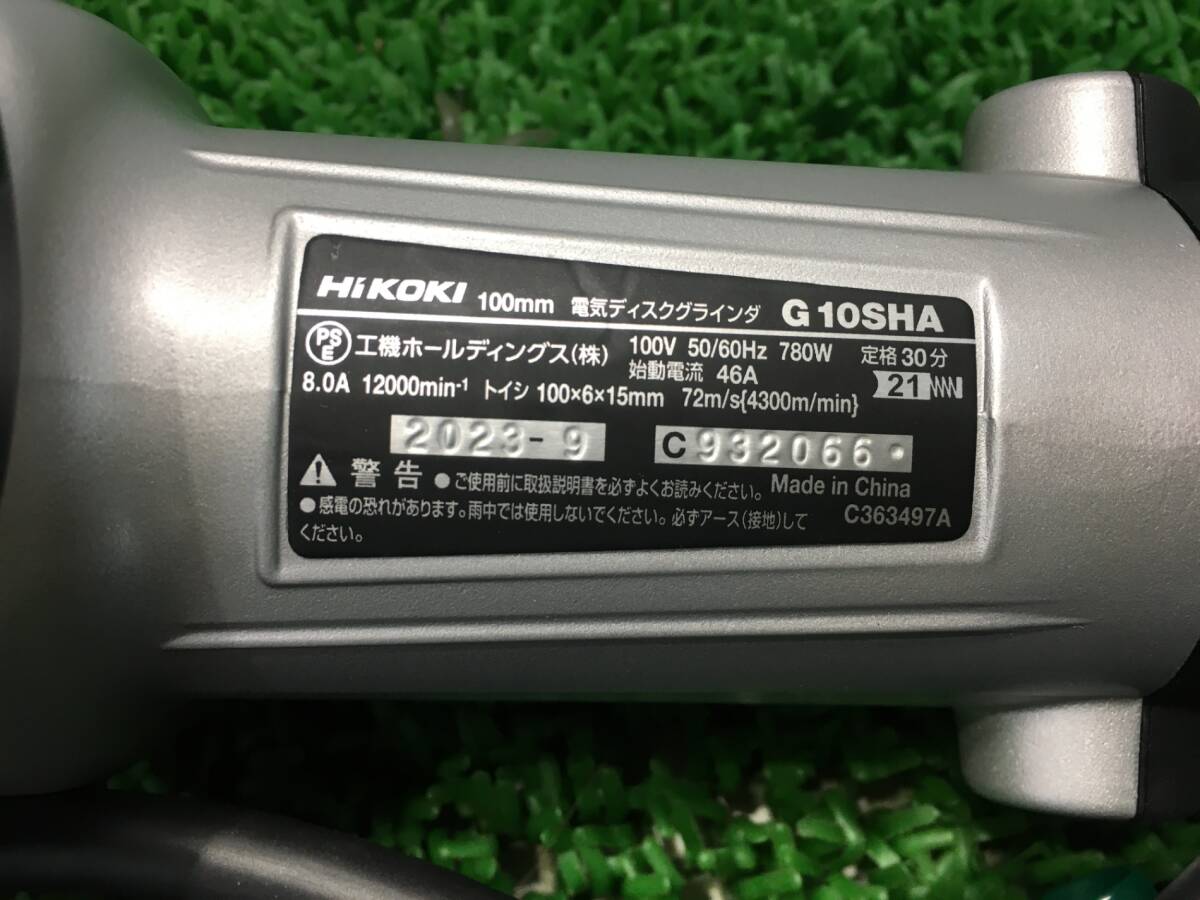 HiKOKI 100mm 電気ディスクグラインダ G10SHA
PSE 工機ホールディングス(株) 100V 50/60Hz 780W 定格30分
始動電流 46A 21
8.0A 12000min⁻¹ トイシ 100×6×15mm 72m/s{4300m/min}
2023-9 C932066
警告 ●ご使用前に取扱説明書を必ずよくお読みください。 Made in China
●感電の恐れがあります。雨中では使用しないでください。必ずアース(接地)して C363497A
ください。